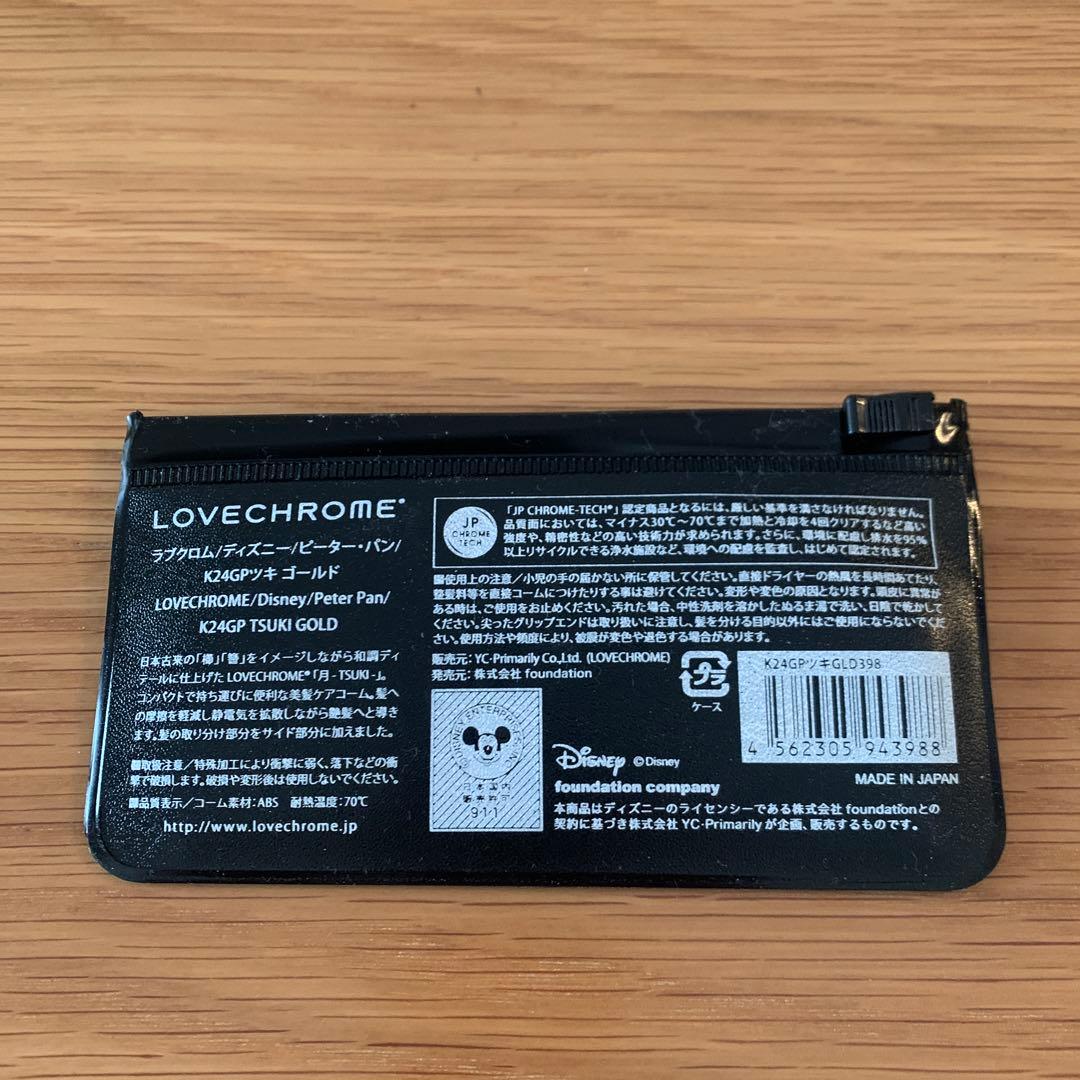 LOVECHROME®
ラブクロム/ディズニー/ピーター・パン/
K24GPツキ ゴールド
LOVECHROME/Disney/Peter Pan/
K24GP TSUKI GOLD
日本古来の「櫛」「簪」をイメージしながら和調ディ
テールに仕上げた LOVECHROME®「月 - TSUKI -」。
コンパクトで持ち運びに便利な美髪ケアコーム。髪へ
の摩擦を軽減し静電気を拡散しながら艶髪へと導き
ます。髪の取り分け部分をサイド部分に加えました。
■取扱注意/特殊加工により衝撃に弱く、落下などの衝
撃で破損します。破損や変形後は使用しないでください。
■品質表示/コーム素材：ABS 耐熱温度：70℃
http://www.lovechrome.jp
JP
CHROME
TECH
「JP CHROME-TECH®」認定商品となるには、厳しい基準を満さなければなりません。
品質面においては、マイナス30℃～70℃まで加熱と冷却を4回クリアするなど高い
強度や、精密性などの高い技術力が求められます。さらに、環境に配慮し排水を95%
以上リサイクルできる浄水施設など、環境への配慮を監査し、はじめて認定されます。
■使用上の注意/小児の手の届かない所に保管してください。直接ドライヤーの熱風を長時間あてたり、
整髪料等を直接コームにつけたりする事は避けてください。変形や変色の原因となります。頭皮に異常が
ある時は、ご使用をお止めください。汚れた場合、中性洗剤を溶かしたぬるま湯で洗い、日陰で乾かして
ください。尖ったグリップエンドは取り扱いに注意し、髪を分ける目的以外にはご使用にならないでくだ
さい。使用方法や頻度により、被膜が変色や退色する場合があります。
販売元：YC-Primarily Co.,Ltd. (LOVECHROME)
発売元：株式会社 foundation
プラ
ケース
K24GPツキGLD398
4 562305 943988
MADE IN JAPAN
日本国内
販売許可
911
Disney ©Disney
foundation company
本商品はディズニーのライセンシーである株式会社 foundationとの
契約に基づき株式会社 YC-Primarily が企画、販売するものです。